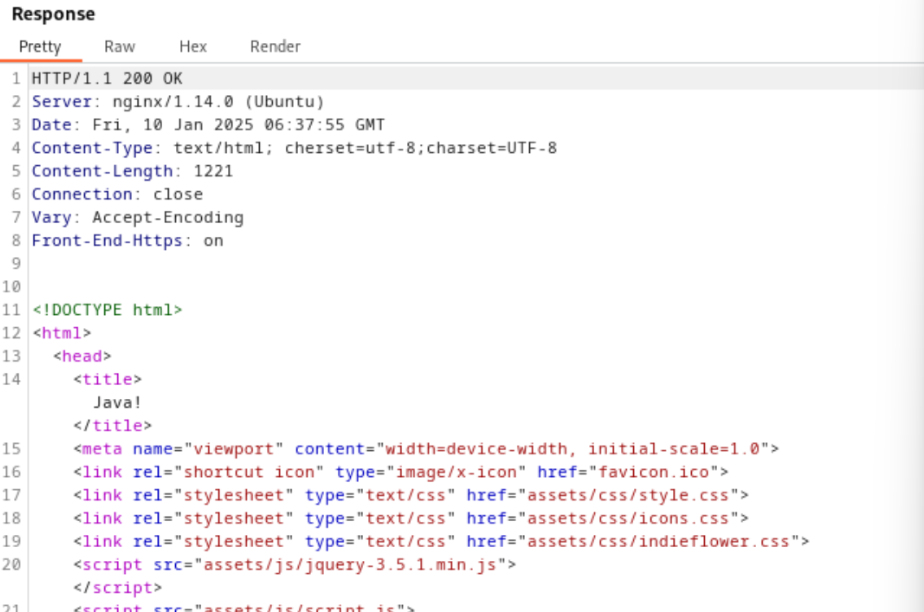 Response
Pretty Raw Hex Render
1 HTTP/1.1 200 OK
2 Server: nginx/1.14.0 (Ubuntu)
3 Date: Fri, 10 Jan 2025 06:37:55 GMT
4 Content-Type: text/html; cherset=utf-8;charset=UTF-8
5 Content-Length: 1221
6 Connection: close
7 Vary: Accept-Encoding
8 Front-End-Https: on
9
10
11 <!DOCTYPE html>
12 <html>
13 <head>
14 <title>
Java!
</title>
15 <meta name="viewport" content="width=device-width, initial-scale=1.0">
16 <link rel="shortcut icon" type="image/x-icon" href="favicon.ico">
17 <link rel="stylesheet" type="text/css" href="assets/css/style.css">
18 <link rel="stylesheet" type="text/css" href="assets/css/icons.css">
19 <link rel="stylesheet" type="text/css" href="assets/css/indieflower.css">
20 <script src="assets/js/jquery-3.5.1.min.js">
</script>
21 <script src="assets/js/script.js">